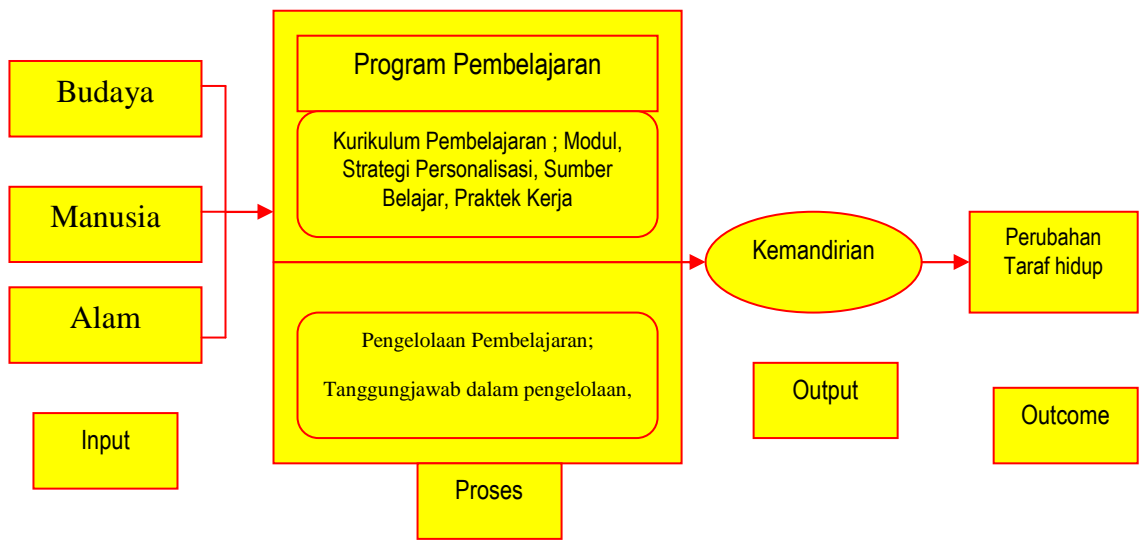 Budaya
Manusia
Alam
Input
Program Pembelajaran
Kurikulum Pembelajaran ; Modul,
Strategi Personalisasi, Sumber
Belajar, Praktek Kerja
Pengelolaan Pembelajaran;
Tanggungjawab dalam pengelolaan,
Proses
Kemandirian
Output
Perubahan
Taraf hidup
Outcome